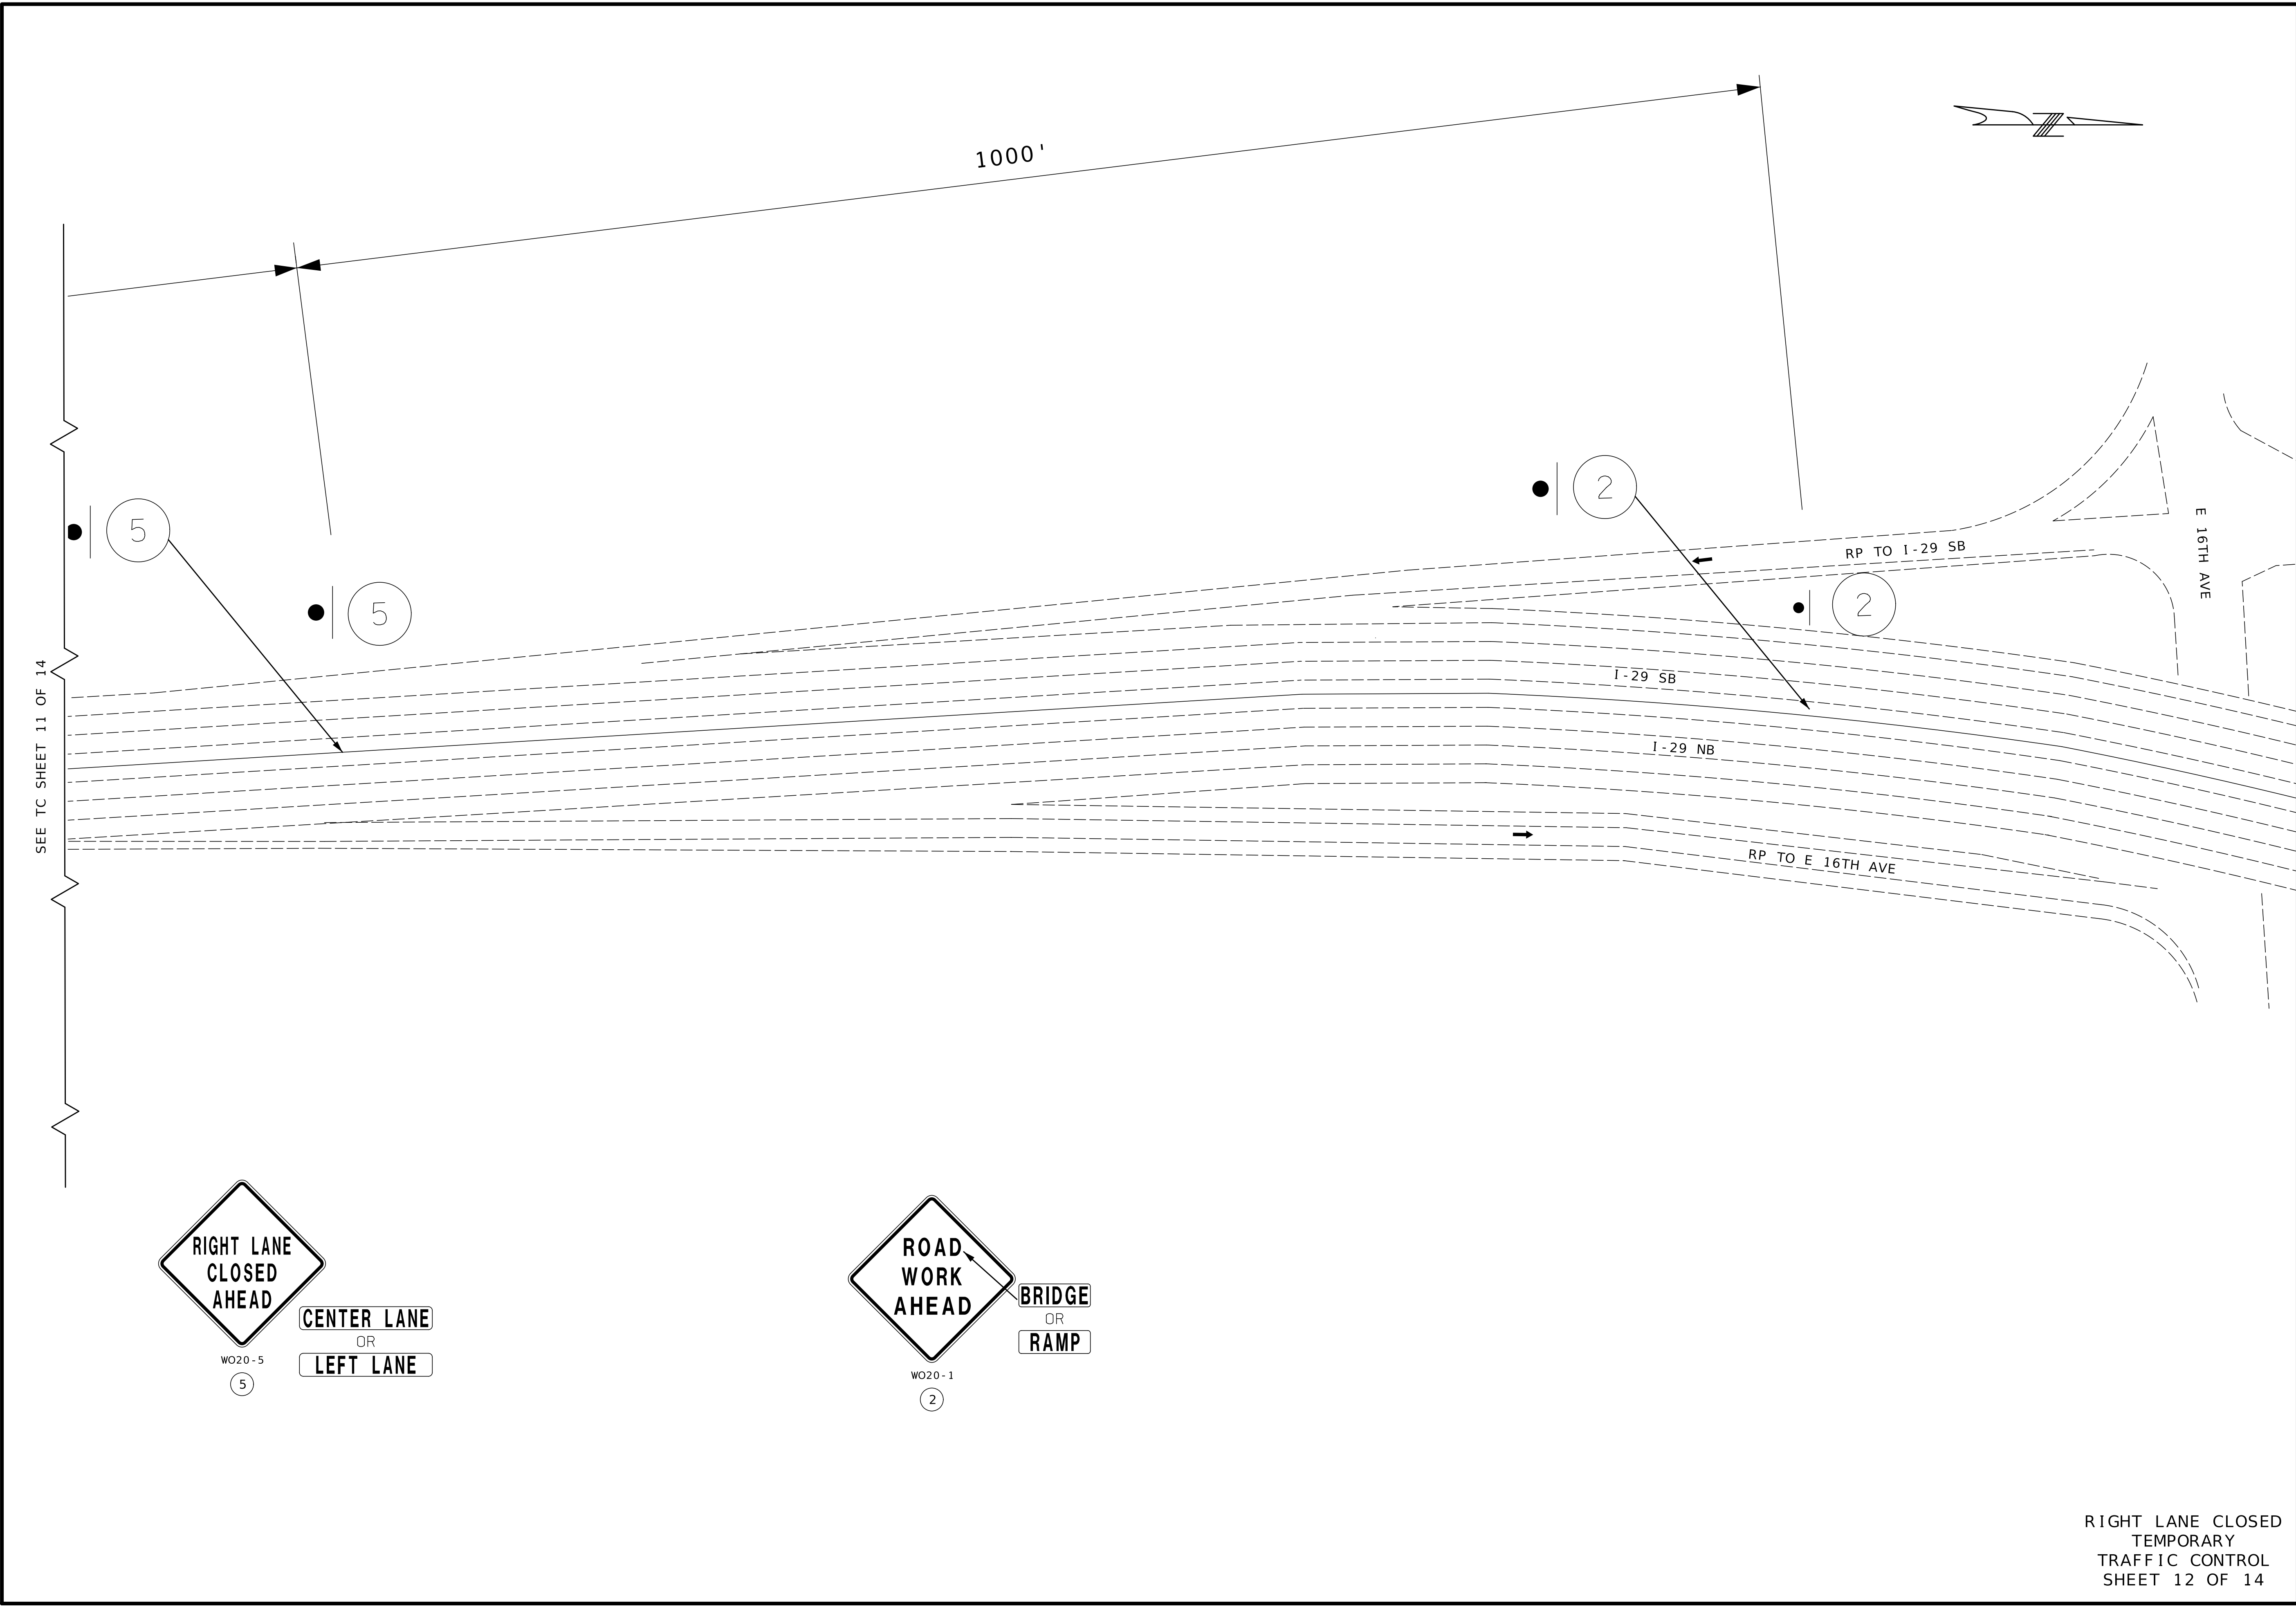 1000'
5
2
5
2
RP TO I-29 SB
E 16TH AVE
I-29 SB
I-29 NB
RP TO E 16TH AVE
SEE TC SHEET 11 OF 14
RIGHT LANE
CLOSED
AHEAD
CENTER LANE
OR
LEFT LANE
WO20-5
5
ROAD
WORK
AHEAD
BRIDGE
OR
RAMP
WO20-1
2
RIGHT LANE CLOSED
TEMPORARY
TRAFFIC CONTROL
SHEET 12 OF 14